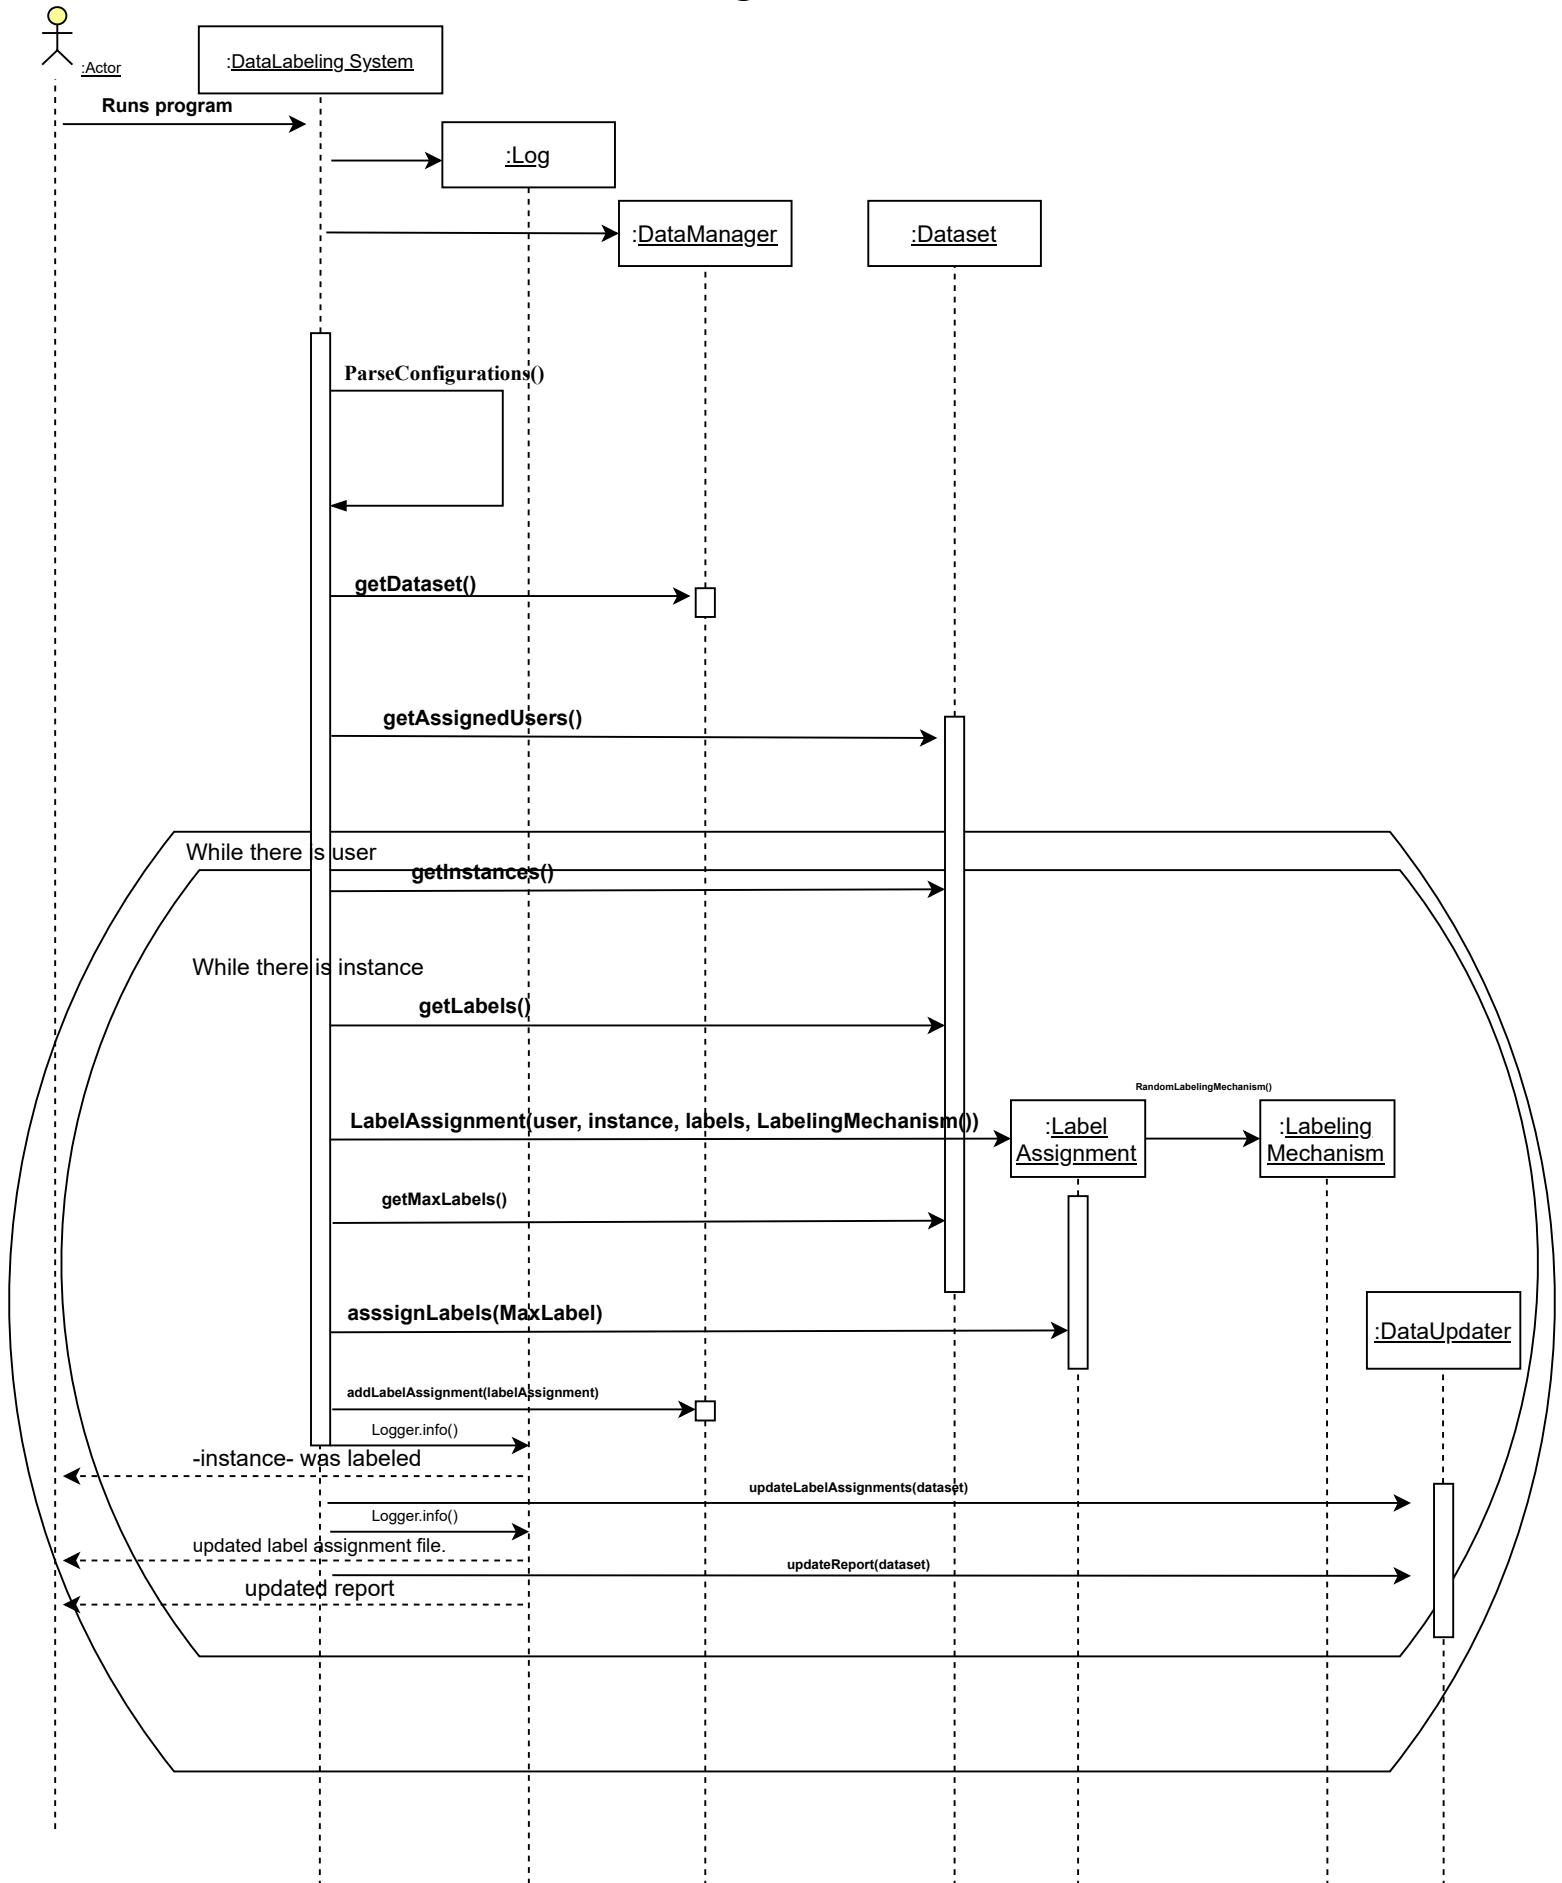 :Actor
:DataLabeling System
Runs program
:Log
:DataManager
:Dataset
ParseConfigurations()
getDataset()
getAssignedUsers()
While there is user
getInstances()
While there is instance
getLabels()
RandomLabelingMechanism()
LabelAssignment(user, instance, labels, LabelingMechanism())
:Label
Assignment
:Labeling
Mechanism
getMaxLabels()
asssignLabels(MaxLabel)
:DataUpdater
addLabelAssignment(labelAssignment)
Logger.info()
-instance- was labeled
updateLabelAssignments(dataset)
Logger.info()
updated label assignment file.
updateReport(dataset)
updated report